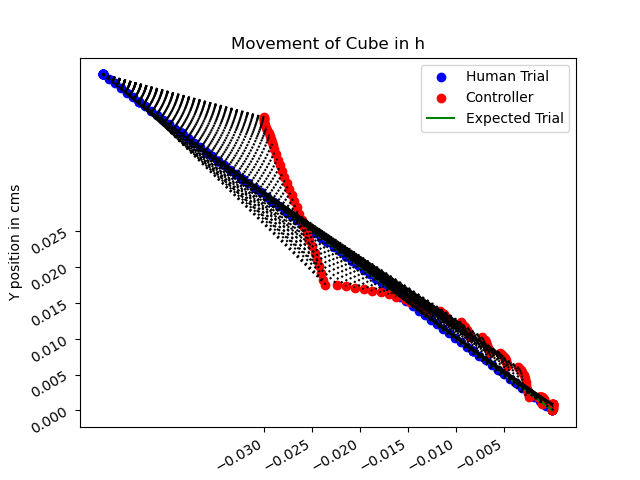 Movement of Cube in h
Human Trial
Controller
Expected Trial
Y position in cms
0.025
0.020
0.015
0.010
0.005
0.000
−0.030 −0.025 −0.020 −0.015 −0.010 −0.005